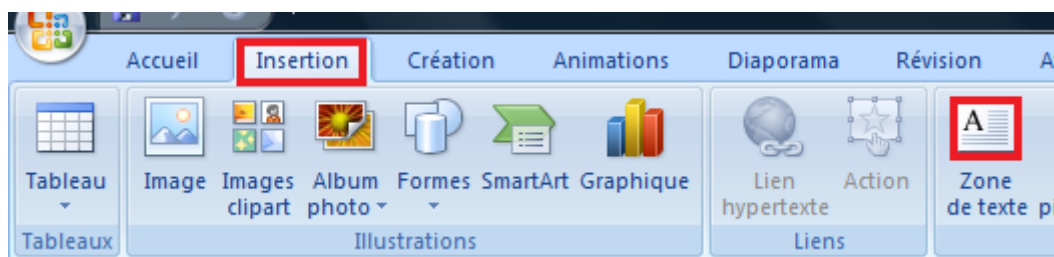 Accueil Insertion Création Animations Diaporama Révision A
A
Tableau Image Images Album Formes SmartArt Graphique Lien Action Zone
clipart photo hypertexte de texte
Tableaux Illustrations Liens